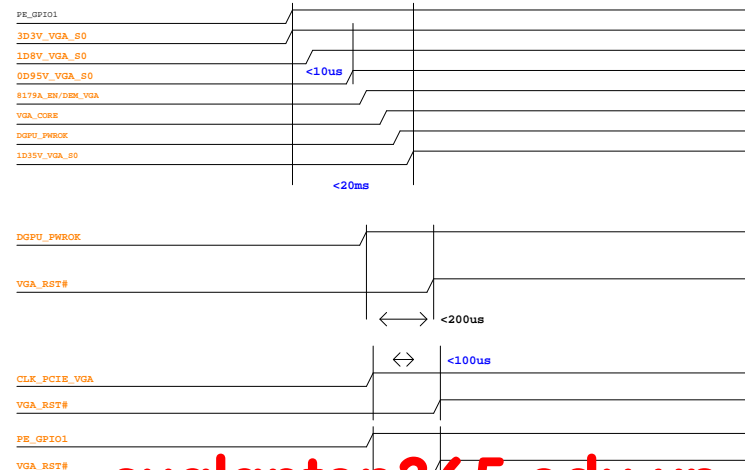 PE_GPIO1
3D3V_VGA_S0
1D8V_VGA_S0
<10us
0D95V_VGA_S0
8179A_EN/DEM_VGA
VGA_CORE
DGPU_PWROK
1D35V_VGA_S0
<20ms
DGPU_PWROK
VGA_RST#
<200us
<100us
CLK_PCIE_VGA
VGA_RST#
PE_GPIO1
VGA_RST#